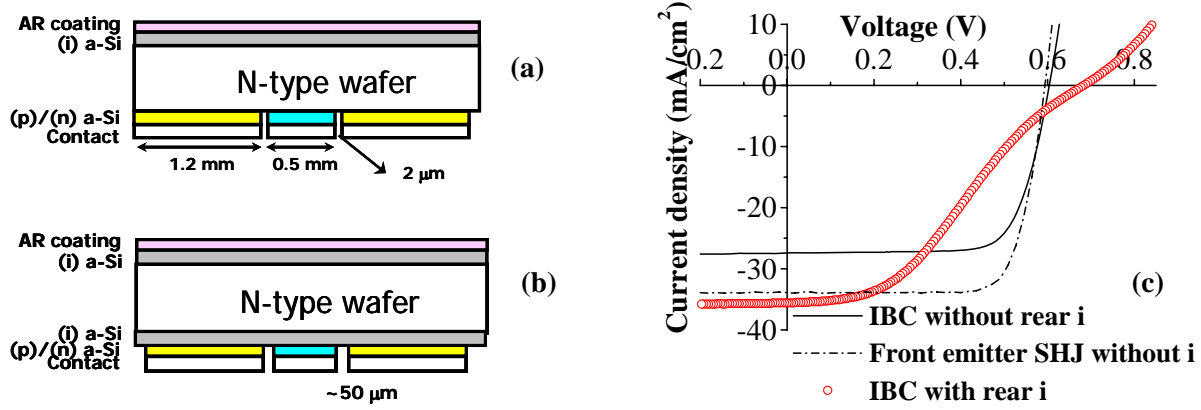 AR coating
(i) a-Si
N-type wafer
(a)
(p)/(n) a-Si
Contact
1.2 mm
0.5 mm
2 μm
AR coating
(i) a-Si
N-type wafer
(b)
(i) a-Si
(p)/(n) a-Si
Contact
~50 μm
Voltage (V)
Current density (mA/cm²)
10
0
-10
-20
-30
-40
0.2
0.0
0.2
0.4
0.6
0.8
(c)
IBC without rear i
Front emitter SHJ without i
IBC with rear i